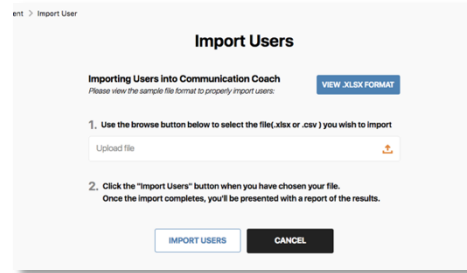 ent > Import User
Import Users
Importing Users into Communication Coach
Please view the sample file format to properly import users:
VIEW .XLSX FORMAT
1. Use the browse button below to select the file(.xlsx or .csv ) you wish to import
Upload file
2. Click the "Import Users" button when you have chosen your file.
Once the import completes, you'll be presented with a report of the results.
IMPORT USERS
CANCEL